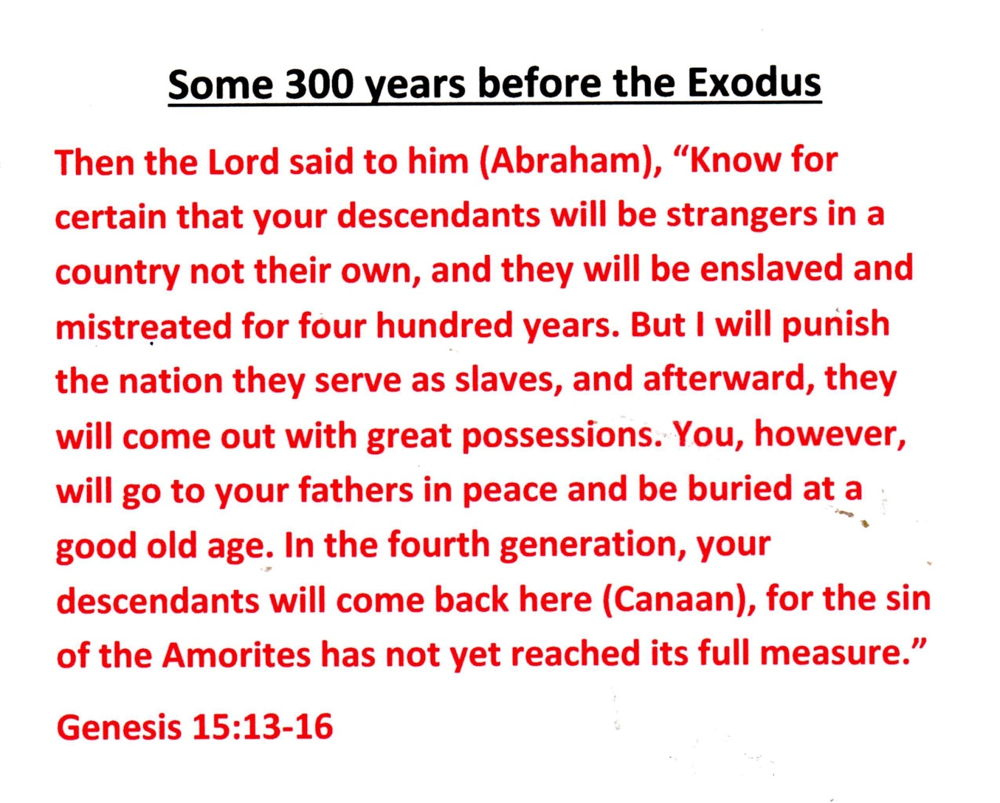 Some 300 years before the Exodus
Then the Lord said to him (Abraham), “Know for
certain that your descendants will be strangers in a
country not their own, and they will be enslaved and
mistreated for four hundred years. But I will punish
the nation they serve as slaves, and afterward, they
will come out with great possessions. You, however,
will go to your fathers in peace and be buried at a
good old age. In the fourth generation, your
descendants will come back here (Canaan), for the sin
of the Amorites has not yet reached its full measure.”
Genesis 15:13-16